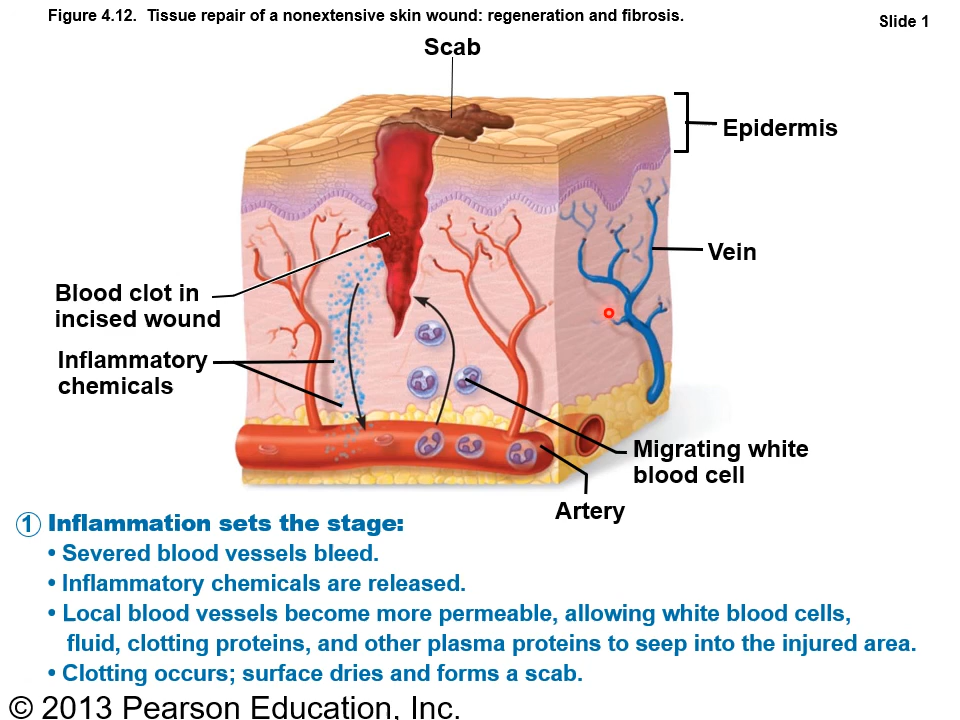 Figure 4.12. Tissue repair of a nonextensive skin wound: regeneration and fibrosis.
Slide 1
Scab
Epidermis
Vein
Blood clot in
incised wound
Inflammatory
chemicals
Migrating white
blood cell
Artery
1 Inflammation sets the stage:
• Severed blood vessels bleed.
• Inflammatory chemicals are released.
• Local blood vessels become more permeable, allowing white blood cells,
fluid, clotting proteins, and other plasma proteins to seep into the injured area.
• Clotting occurs; surface dries and forms a scab.
© 2013 Pearson Education, Inc.